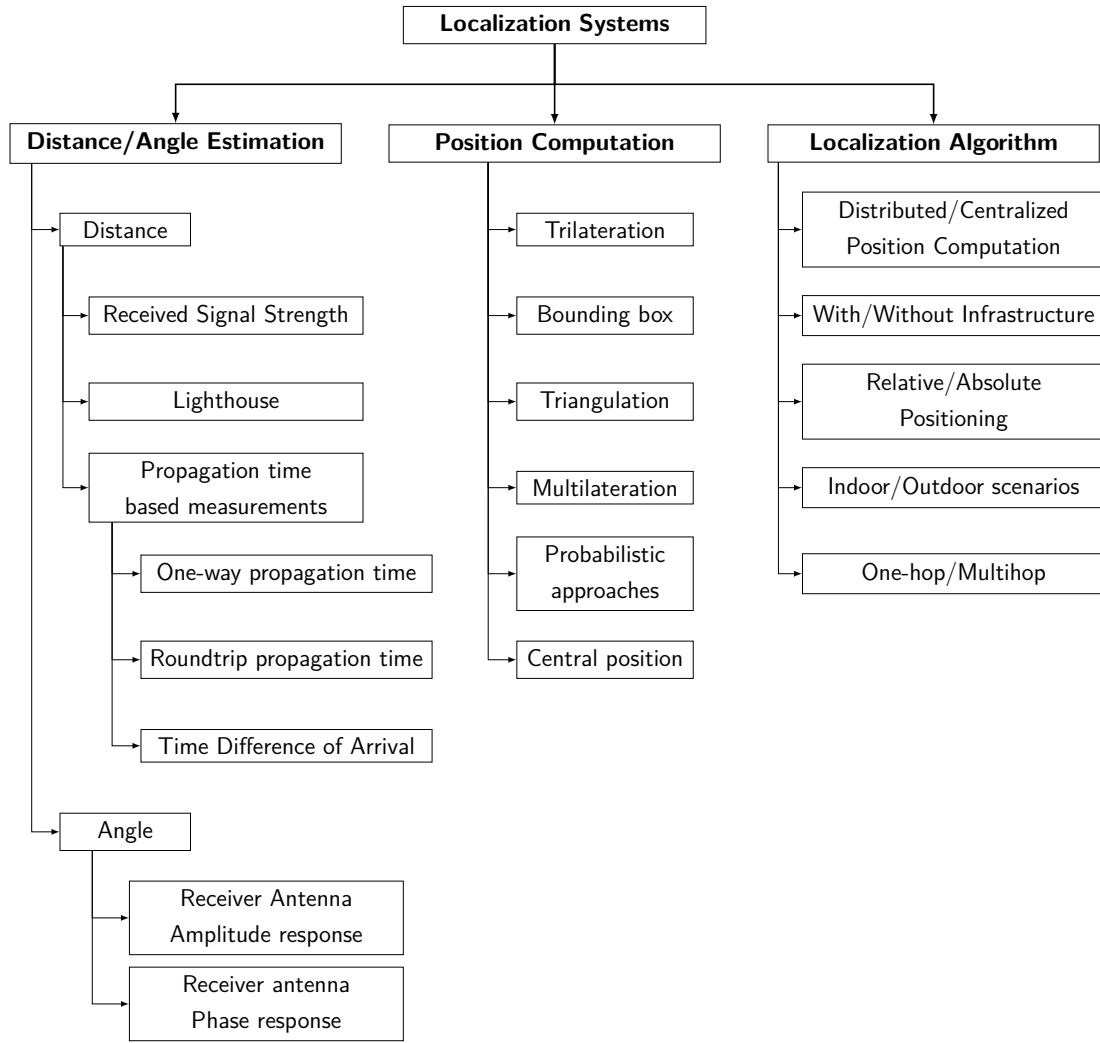 Localization Systems
Distance/Angle Estimation
Distance
Received Signal Strength
Lighthouse
Propagation time
based measurements
One-way propagation time
Roundtrip propagation time
Time Difference of Arrival
Angle
Receiver Antenna
Amplitude response
Receiver antenna
Phase response
Position Computation
Trilateration
Bounding box
Triangulation
Multilateration
Probabilistic
approaches
Central position
Localization Algorithm
Distributed/Centralized
Position Computation
With/Without Infrastructure
Relative/Absolute
Positioning
Indoor/Outdoor scenarios
One-hop/Multihop